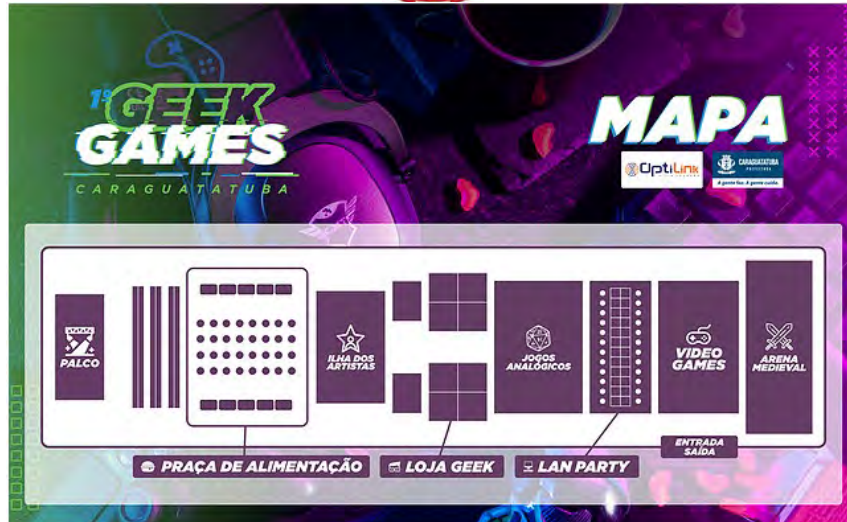 1º GEEK
GAMES
CARAGUATATUBA
MAPA
OptiLink
CARAGUATATUBA
PREFEITURA
A gente faz. A gente cuida.
PALCO
ILHA DOS
ARTISTAS
JOGOS
ANALÓGICOS
VIDEO
GAMES
ARENA
MEDIEVAL
ENTRADA
SAÍDA
PRAÇA DE ALIMENTAÇÃO
LOJA GEEK
LAN PARTY